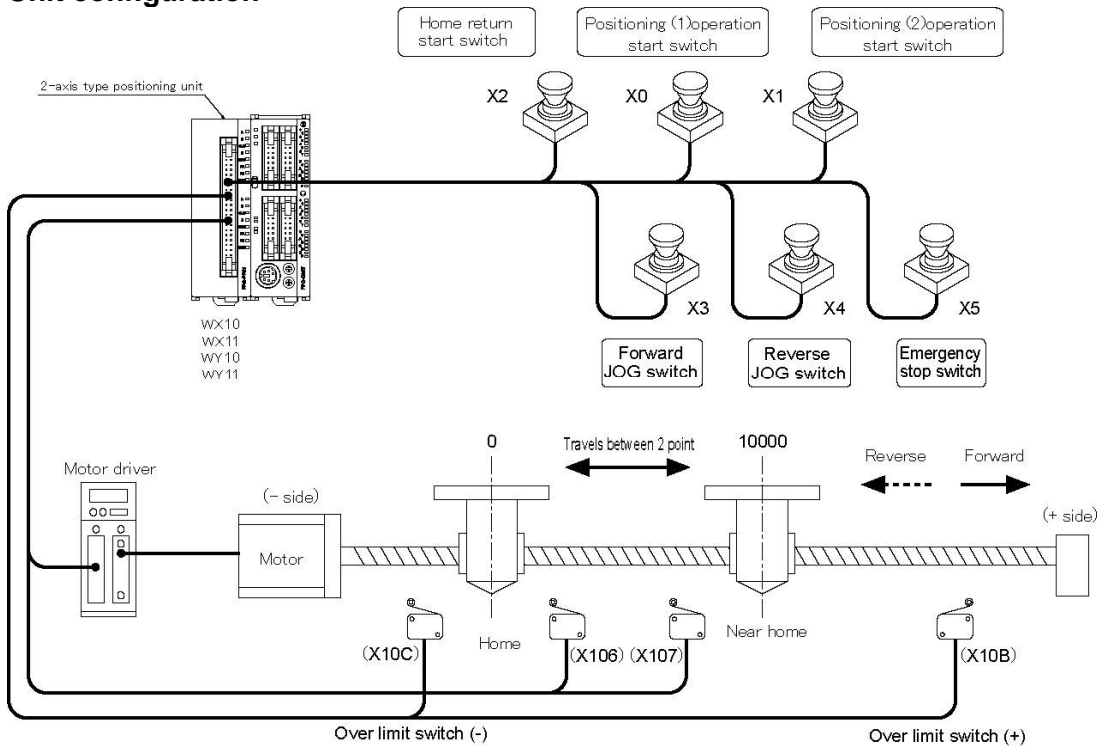 Unit configuration
Home return
start switch
Positioning (1)operation
start switch
Positioning (2)operation
start switch
2-axis type positioning unit
X2
X0
X1
X3
X4
X5
WX10
WX11
WY10
WY11
Forward
JOG switch
Reverse
JOG switch
Emergency
stop switch
0
Travels between 2 point
10000
Reverse
Forward
Motor driver
(- side)
(+ side)
Motor
Home
Near home
(X10C)
(X106)
(X107)
(X10B)
Over limit switch (-)
Over limit switch (+)